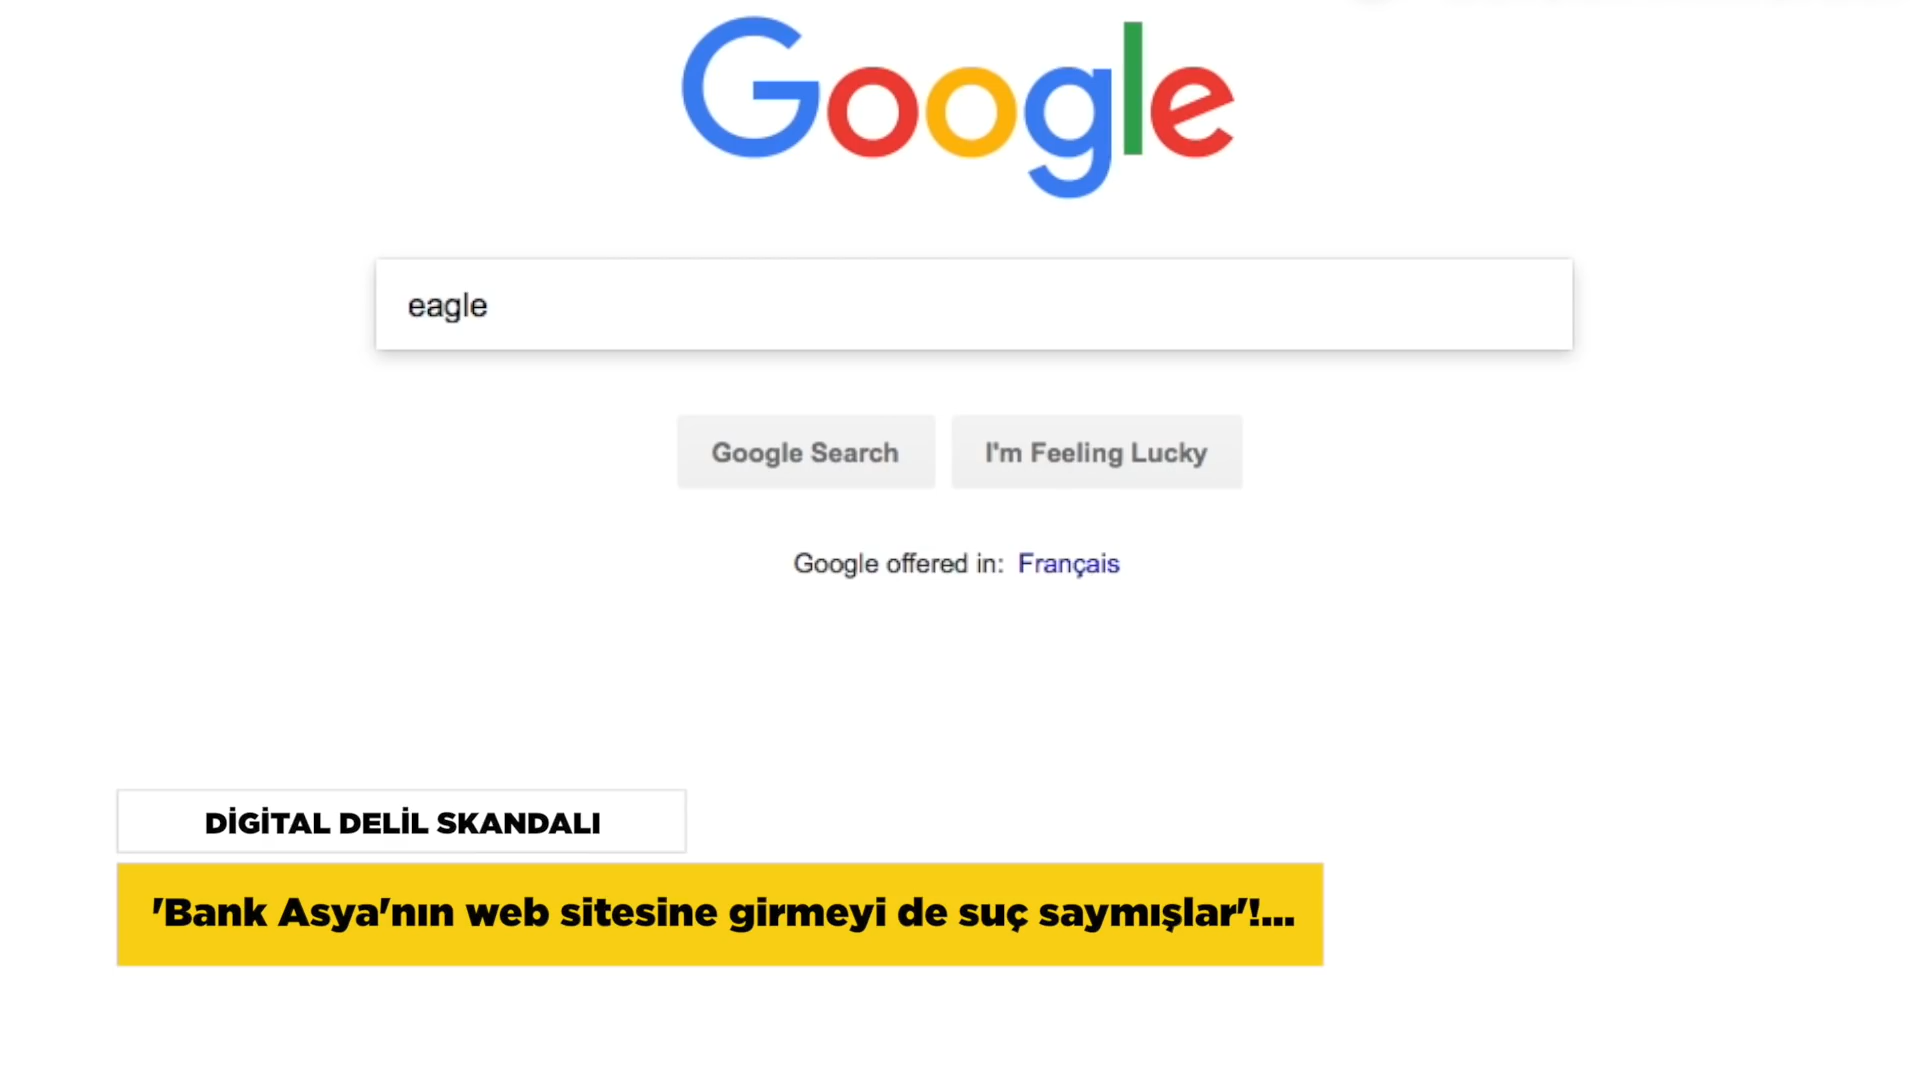 Google
eagle
Google Search
I'm Feeling Lucky
Google offered in: Français
DİGİTAL DELİL SKANDALI
'Bank Asya'nın web sitesine girmeyi de suç saymışlar'!...